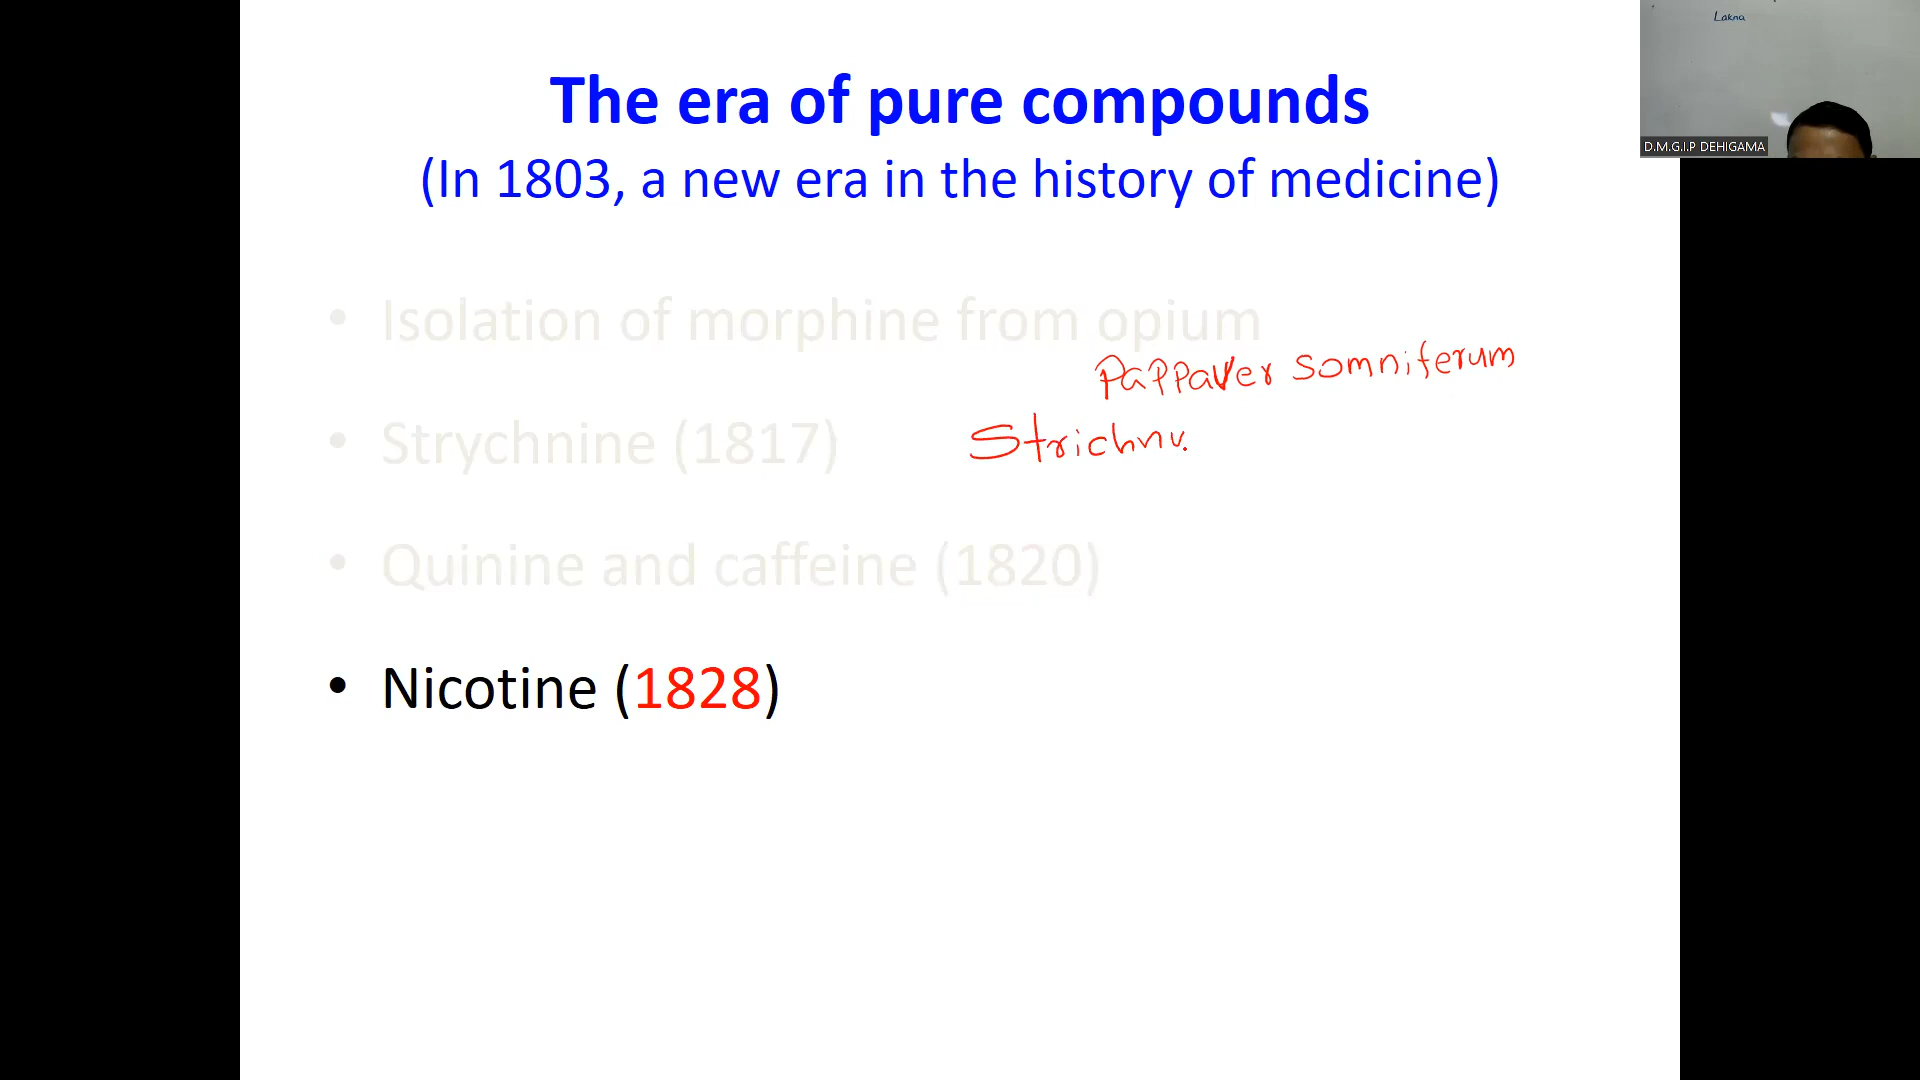 Lakna
D.M.G.I.P DEHIGAMA
The era of pure compounds
(In 1803, a new era in the history of medicine)
• Isolation of morphine from opium
Pappaver somniferum
• Strychnine (1817)
Strichnu.
• Quinine and caffeine (1820)
• Nicotine (1828)